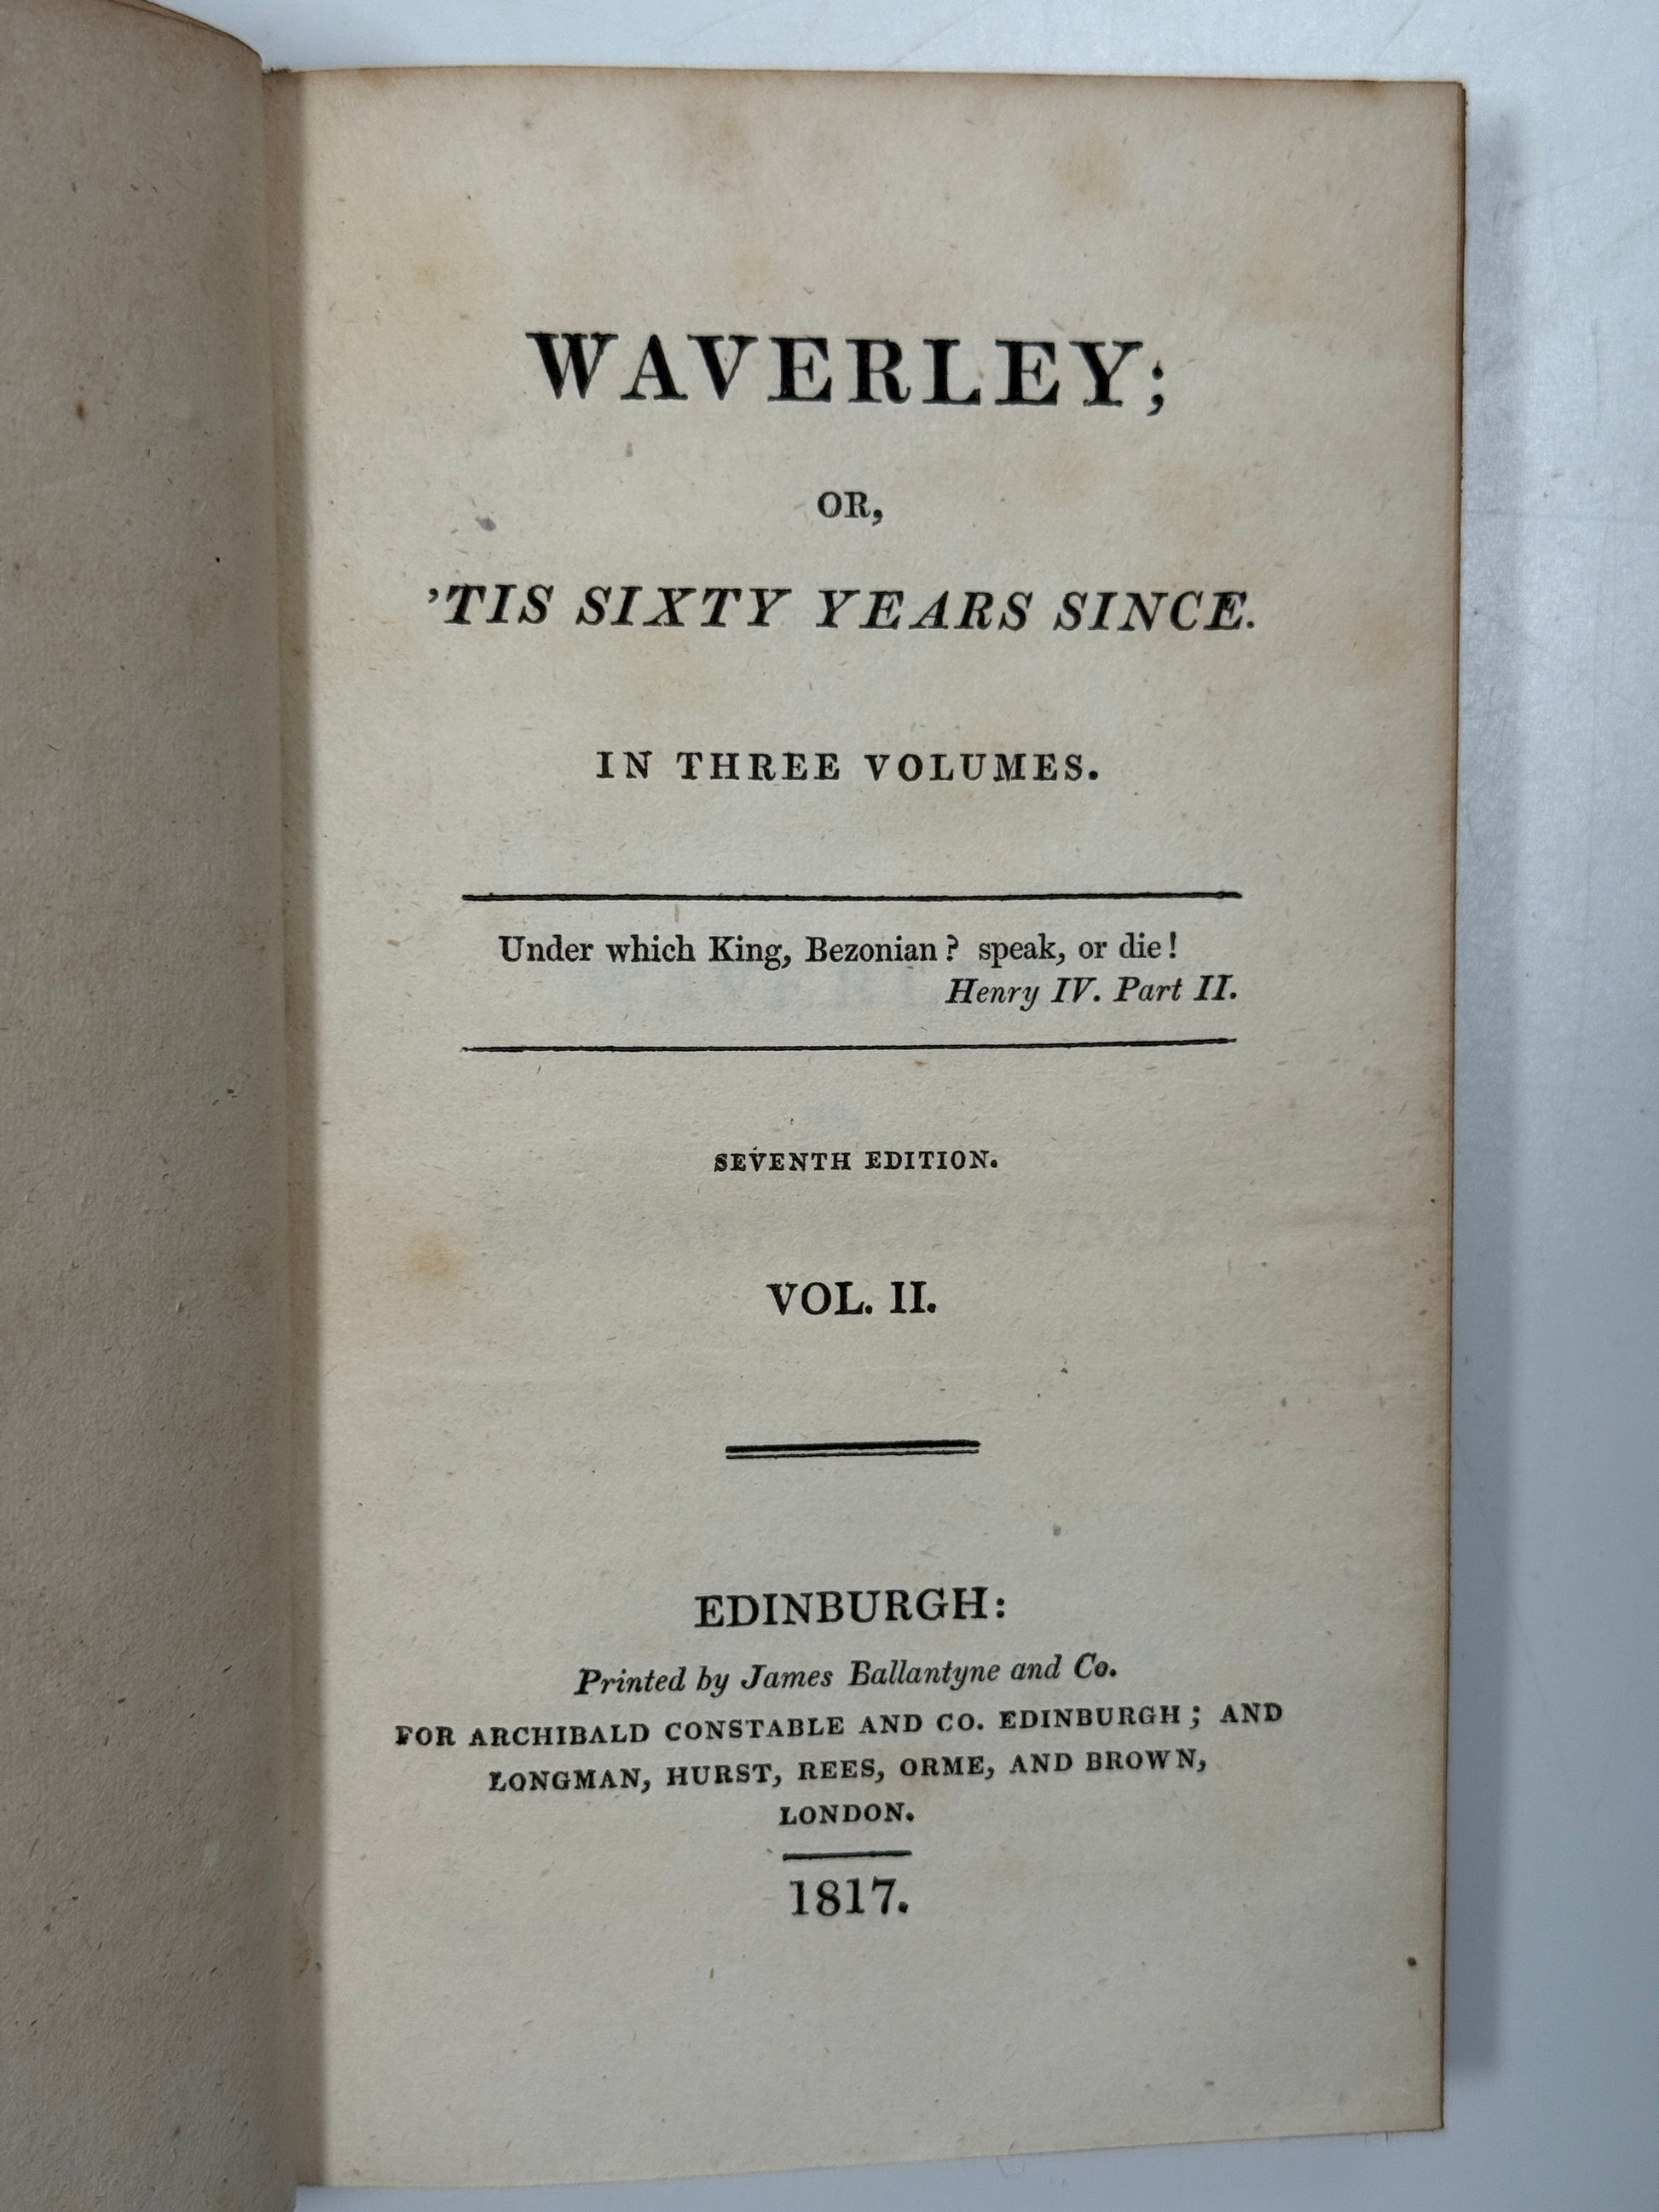 WAVERLEY;
OR,
'TIS SIXTY YEARS SINCE.
IN THREE VOLUMES.
Under which King, Bezonian? speak, or die!
Henry IV. Part II.
SEVENTH EDITION.
VOL. II.
EDINBURGH:
Printed by James Ballantyne and Co.
FOR ARCHIBALD CONSTABLE AND CO. EDINBURGH; AND
LONGMAN, HURST, REES, ORME, AND BROWN,
LONDON.
1817.